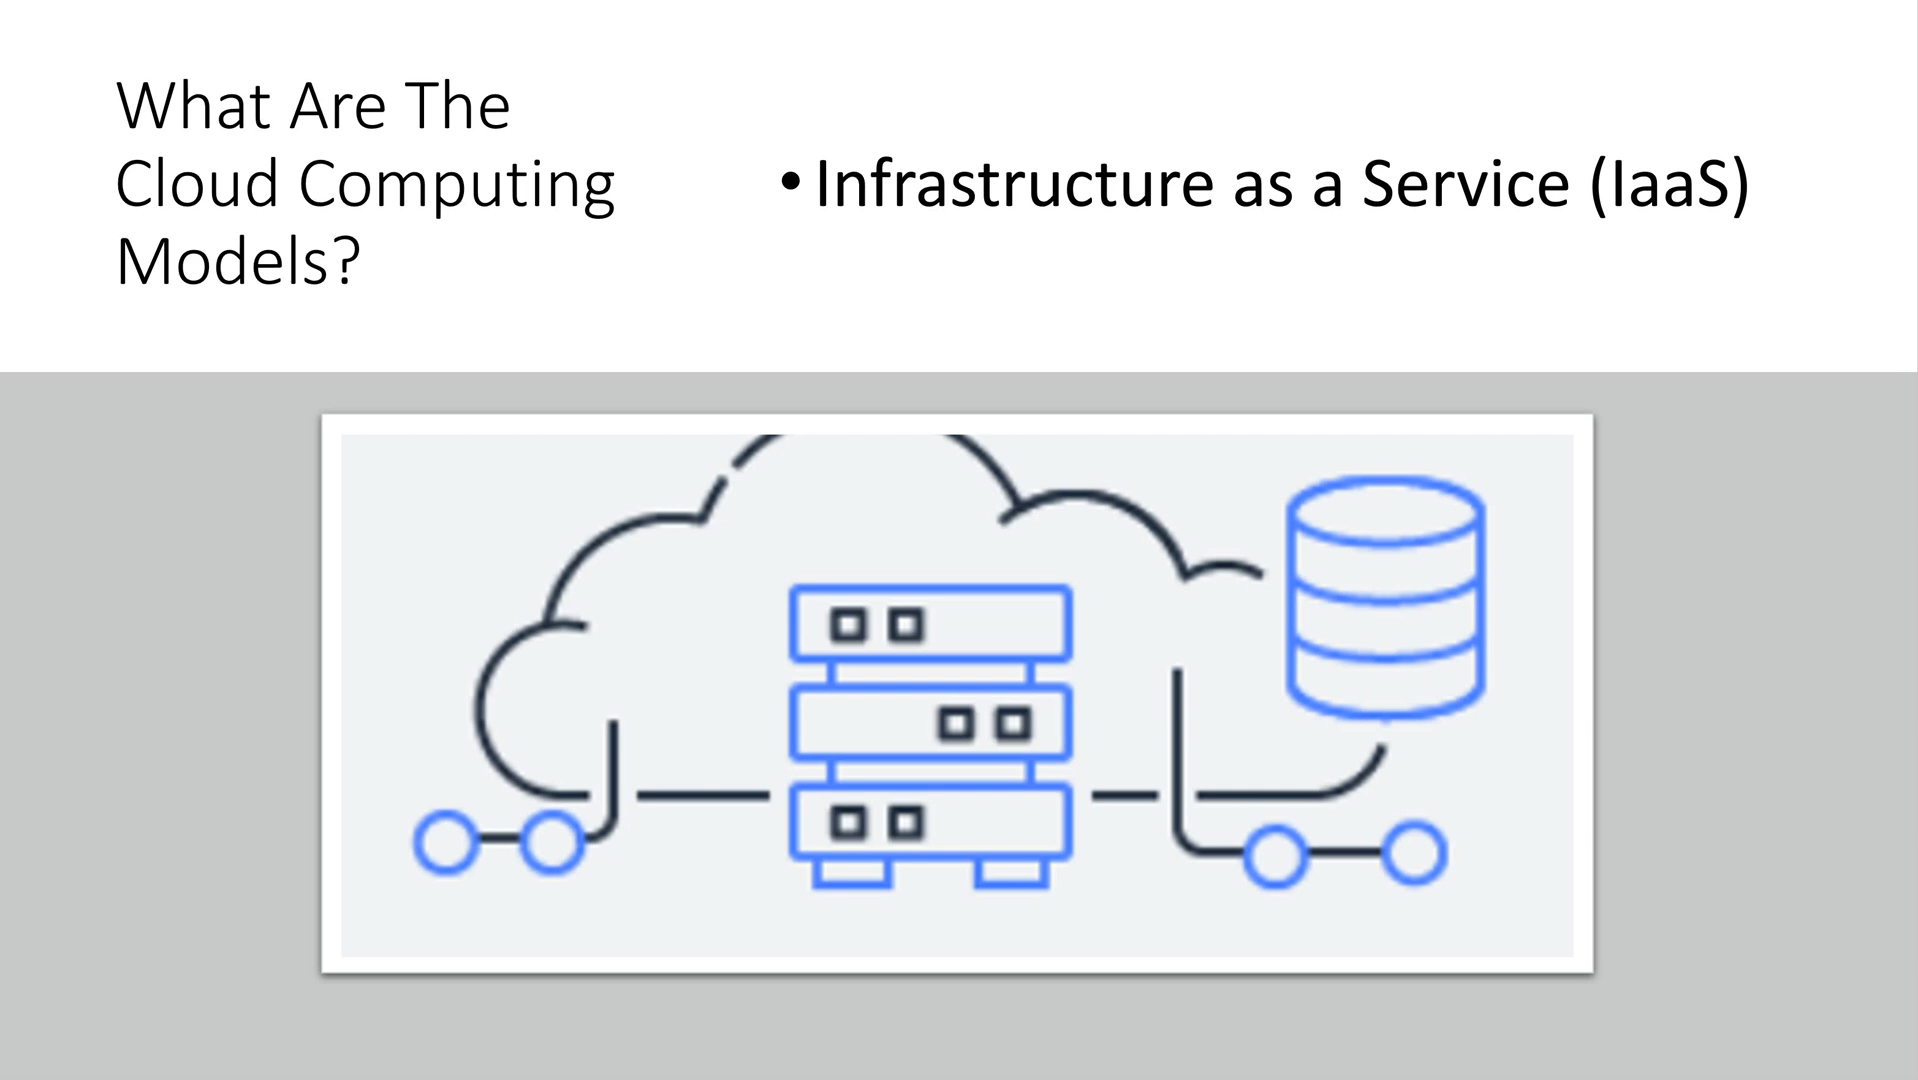 What Are The
Cloud Computing
Models?
• Infrastructure as a Service (IaaS)